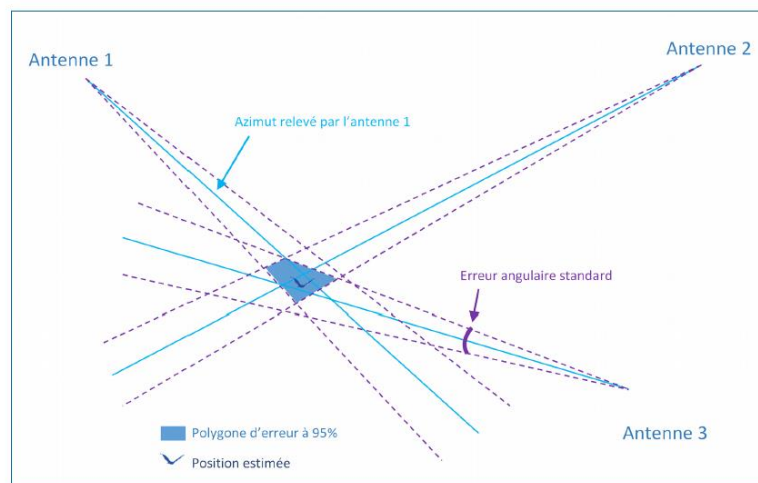 Antenne 1
Antenne 2
Azimut relevé par l'antenne 1
Erreur angulaire standard
Antenne 3
Polygone d'erreur à 95%
Position estimée